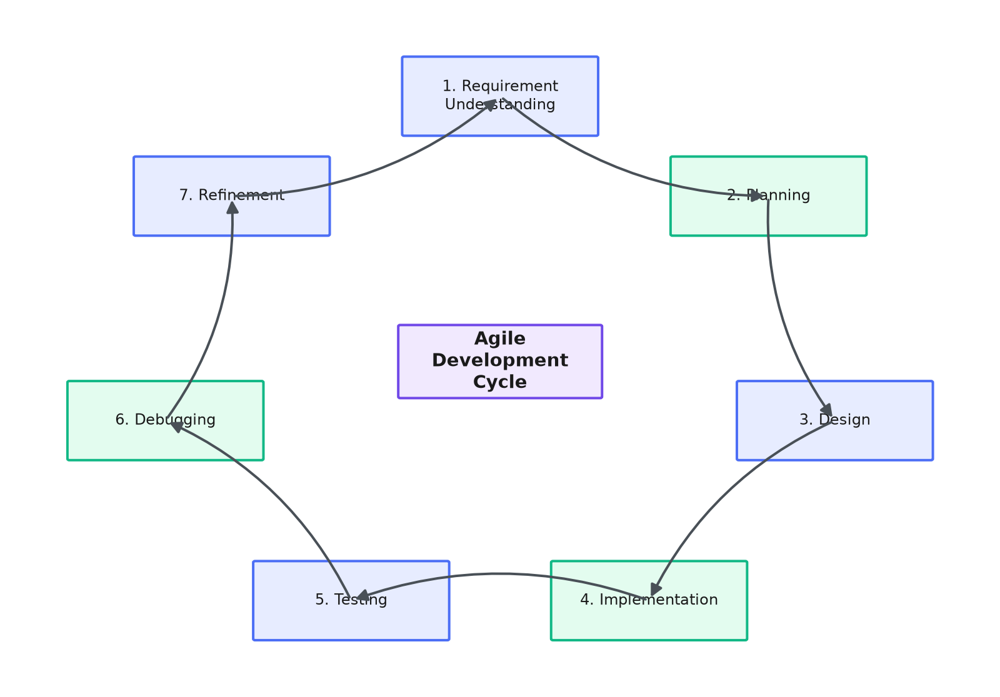 1. Requirement
Understanding
2. Planning
3. Design
4. Implementation
5. Testing
6. Debugging
7. Refinement
Agile
Development
Cycle